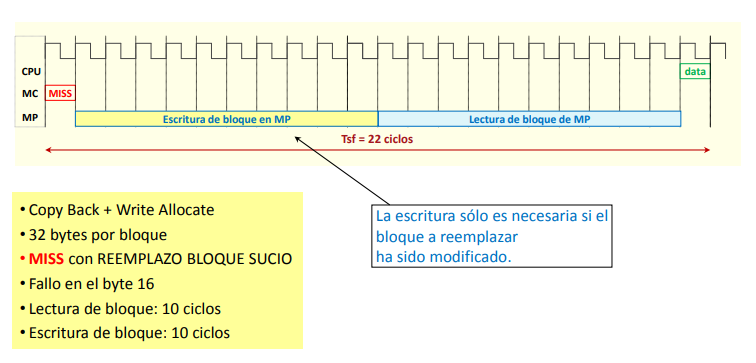 CPU
data
MC
MISS
MP
Escritura de bloque en MP
Lectura de bloque de MP
Tsf = 22 ciclos
• Copy Back + Write Allocate
• 32 bytes por bloque
• MISS con REEMPLAZO BLOQUE SUCIO
• Fallo en el byte 16
• Lectura de bloque: 10 ciclos
• Escritura de bloque: 10 ciclos
La escritura sólo es necesaria si el
bloque a reemplazar
ha sido modificado.